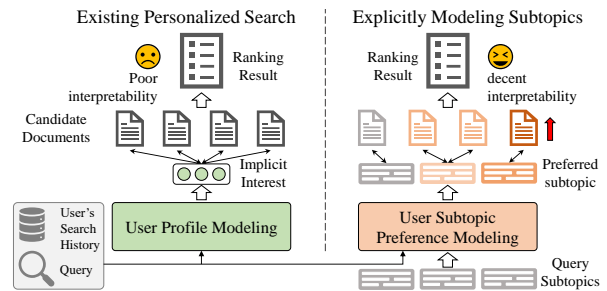 Existing Personalized Search
Explicitly Modeling Subtopics
Poor
interpretability
Ranking
Result
Ranking
Result
decent
interpretability
Candidate
Documents
Implicit
Interest
Preferred
subtopic
User's
Search
History
Query
User Profile Modeling
User Subtopic
Preference Modeling
Query
Subtopics